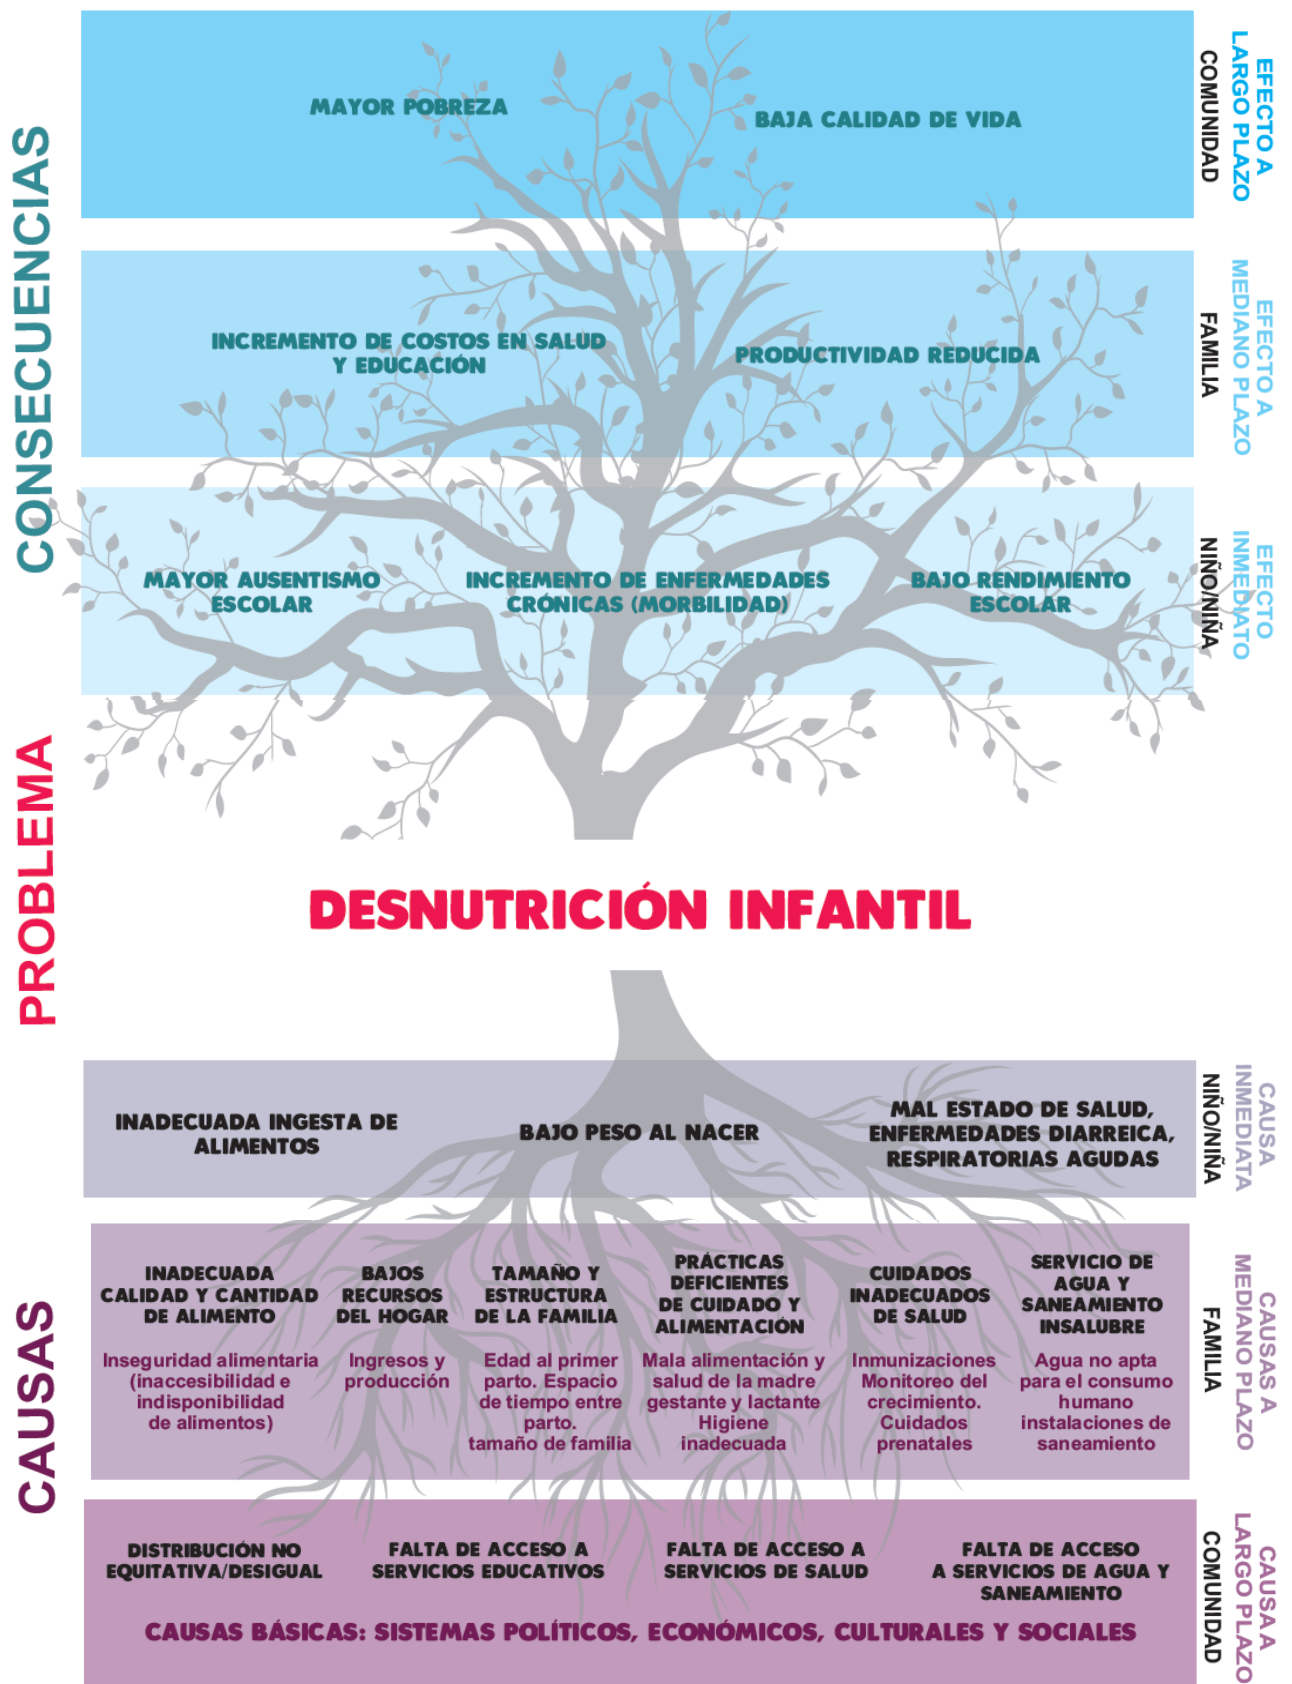 CONSECUENCIAS
MAYOR POBREZA
BAJA CALIDAD DE VIDA
COMUNIDAD
EFECTO A
LARGO PLAZO
INCREMENTO DE COSTOS EN SALUD
Y EDUCACIÓN
PRODUCTIVIDAD REDUCIDA
FAMILIA
EFECTO A
MEDIANO PLAZO
MAYOR AUSENTISMO
ESCOLAR
INCREMENTO DE ENFERMEDADES
CRÓNICAS (MORBILIDAD)
BAJO RENDIMIENTO
ESCOLAR
NIÑO/NIÑA
EFECTO
INMEDIATO
PROBLEMA
DESNUTRICIÓN INFANTIL
CAUSAS
INADECUADA INGESTA DE
ALIMENTOS
BAJO PESO AL NACER
MAL ESTADO DE SALUD,
ENFERMEDADES DIARREICA,
RESPIRATORIAS AGUDAS
NIÑO/NIÑA
CAUSA
INMEDIATA
INADECUADA
CALIDAD Y CANTIDAD
DE ALIMENTO
Inseguridad alimentaria
(inaccesibilidad e
indisponibilidad
de alimentos)
BAJOS
RECURSOS
DEL HOGAR
Ingresos y
producción
TAMAÑO Y
ESTRUCTURA
DE LA FAMILIA
Edad al primer
parto. Espacio
de tiempo entre
parto.
tamaño de familia
PRÁCTICAS
DEFICIENTES
DE CUIDADO Y
ALIMENTACIÓN
Mala alimentación y
salud de la madre
gestante y lactante
Higiene
inadecuada
CUIDADOS
INADECUADOS
DE SALUD
Inmunizaciones
Monitoreo del
crecimiento.
Cuidados
prenatales
SERVICIO DE
AGUA Y
SANEAMIENTO
INSALUBRE
Agua no apta
para el consumo
humano
instalaciones de
saneamiento
FAMILIA
CAUSAS A
MEDIANO PLAZO
DISTRIBUCIÓN NO
EQUITATIVA/DESIGUAL
FALTA DE ACCESO A
SERVICIOS EDUCATIVOS
FALTA DE ACCESO A
SERVICIOS DE SALUD
FALTA DE ACCESO
A SERVICIOS DE AGUA Y
SANEAMIENTO
CAUSAS BÁSICAS: SISTEMAS POLÍTICOS, ECONÓMICOS, CULTURALES Y SOCIALES
COMUNIDAD
CAUSA A
LARGO PLAZO